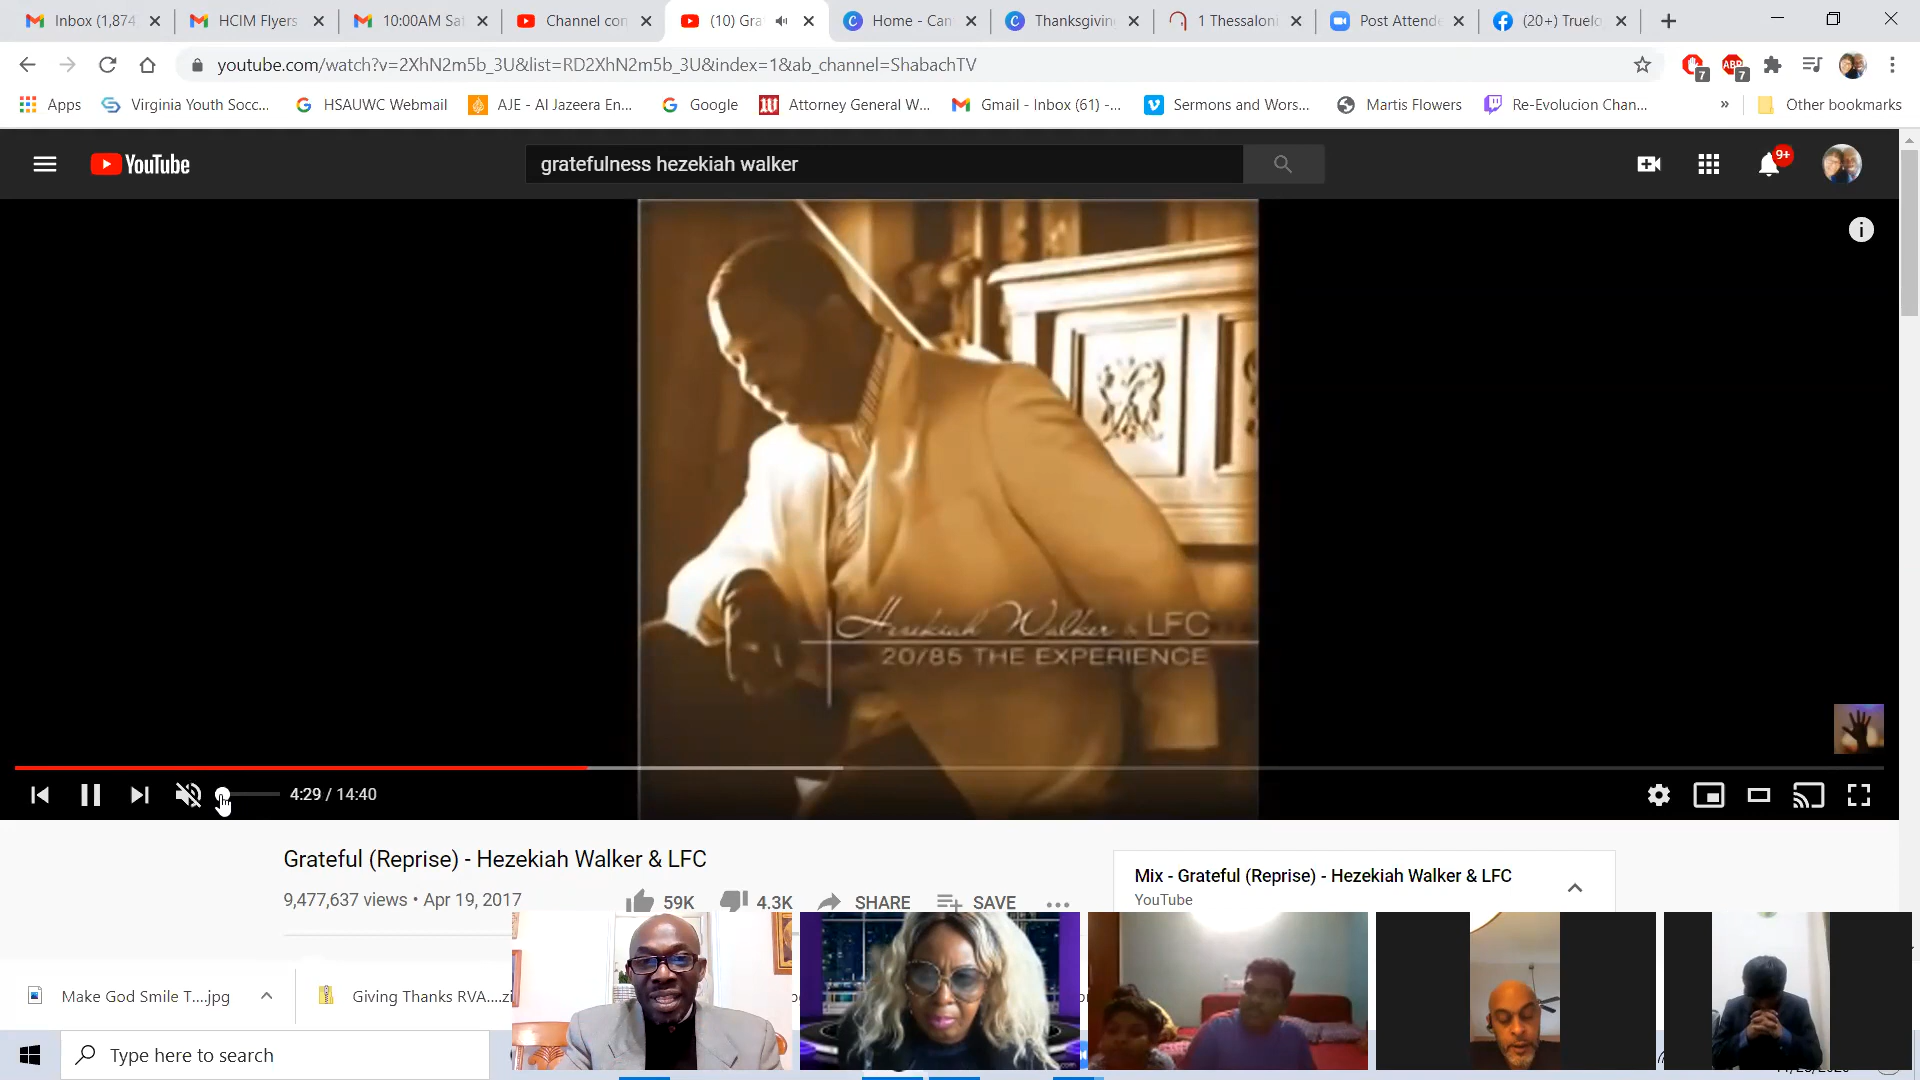 Inbox (1,874
HCIM Flyers
10:00AM Sa
Channel con
(10) Gra
Home - Can
Thanksgivin
1 Thessaloni
Post Attende
(20+) Truelo
youtube.com/watch?v=2XhN2m5b_3U&list=RD2XhN2m5b_3U&index=1&ab_channel=ShabachTV
7
ABP
7
Apps
Virginia Youth Socc...
HSAUWC Webmail
AJE - Al Jazeera En...
Google
Attorney General W...
Gmail - Inbox (61) -...
Sermons and Wors...
Martis Flowers
Re-Evolucion Chan...
»
Other bookmarks
YouTube
gratefulness hezekiah walker
9+
Hezekiah Walker & LFC
20/85 THE EXPERIENCE
4:29 / 14:40
Grateful (Reprise) - Hezekiah Walker & LFC
9,477,637 views • Apr 19, 2017
59K
4.3K
SHARE
SAVE
Mix - Grateful (Reprise) - Hezekiah Walker & LFC
YouTube
Make God Smile T....jpg
Giving Thanks RVA....zi
Type here to search